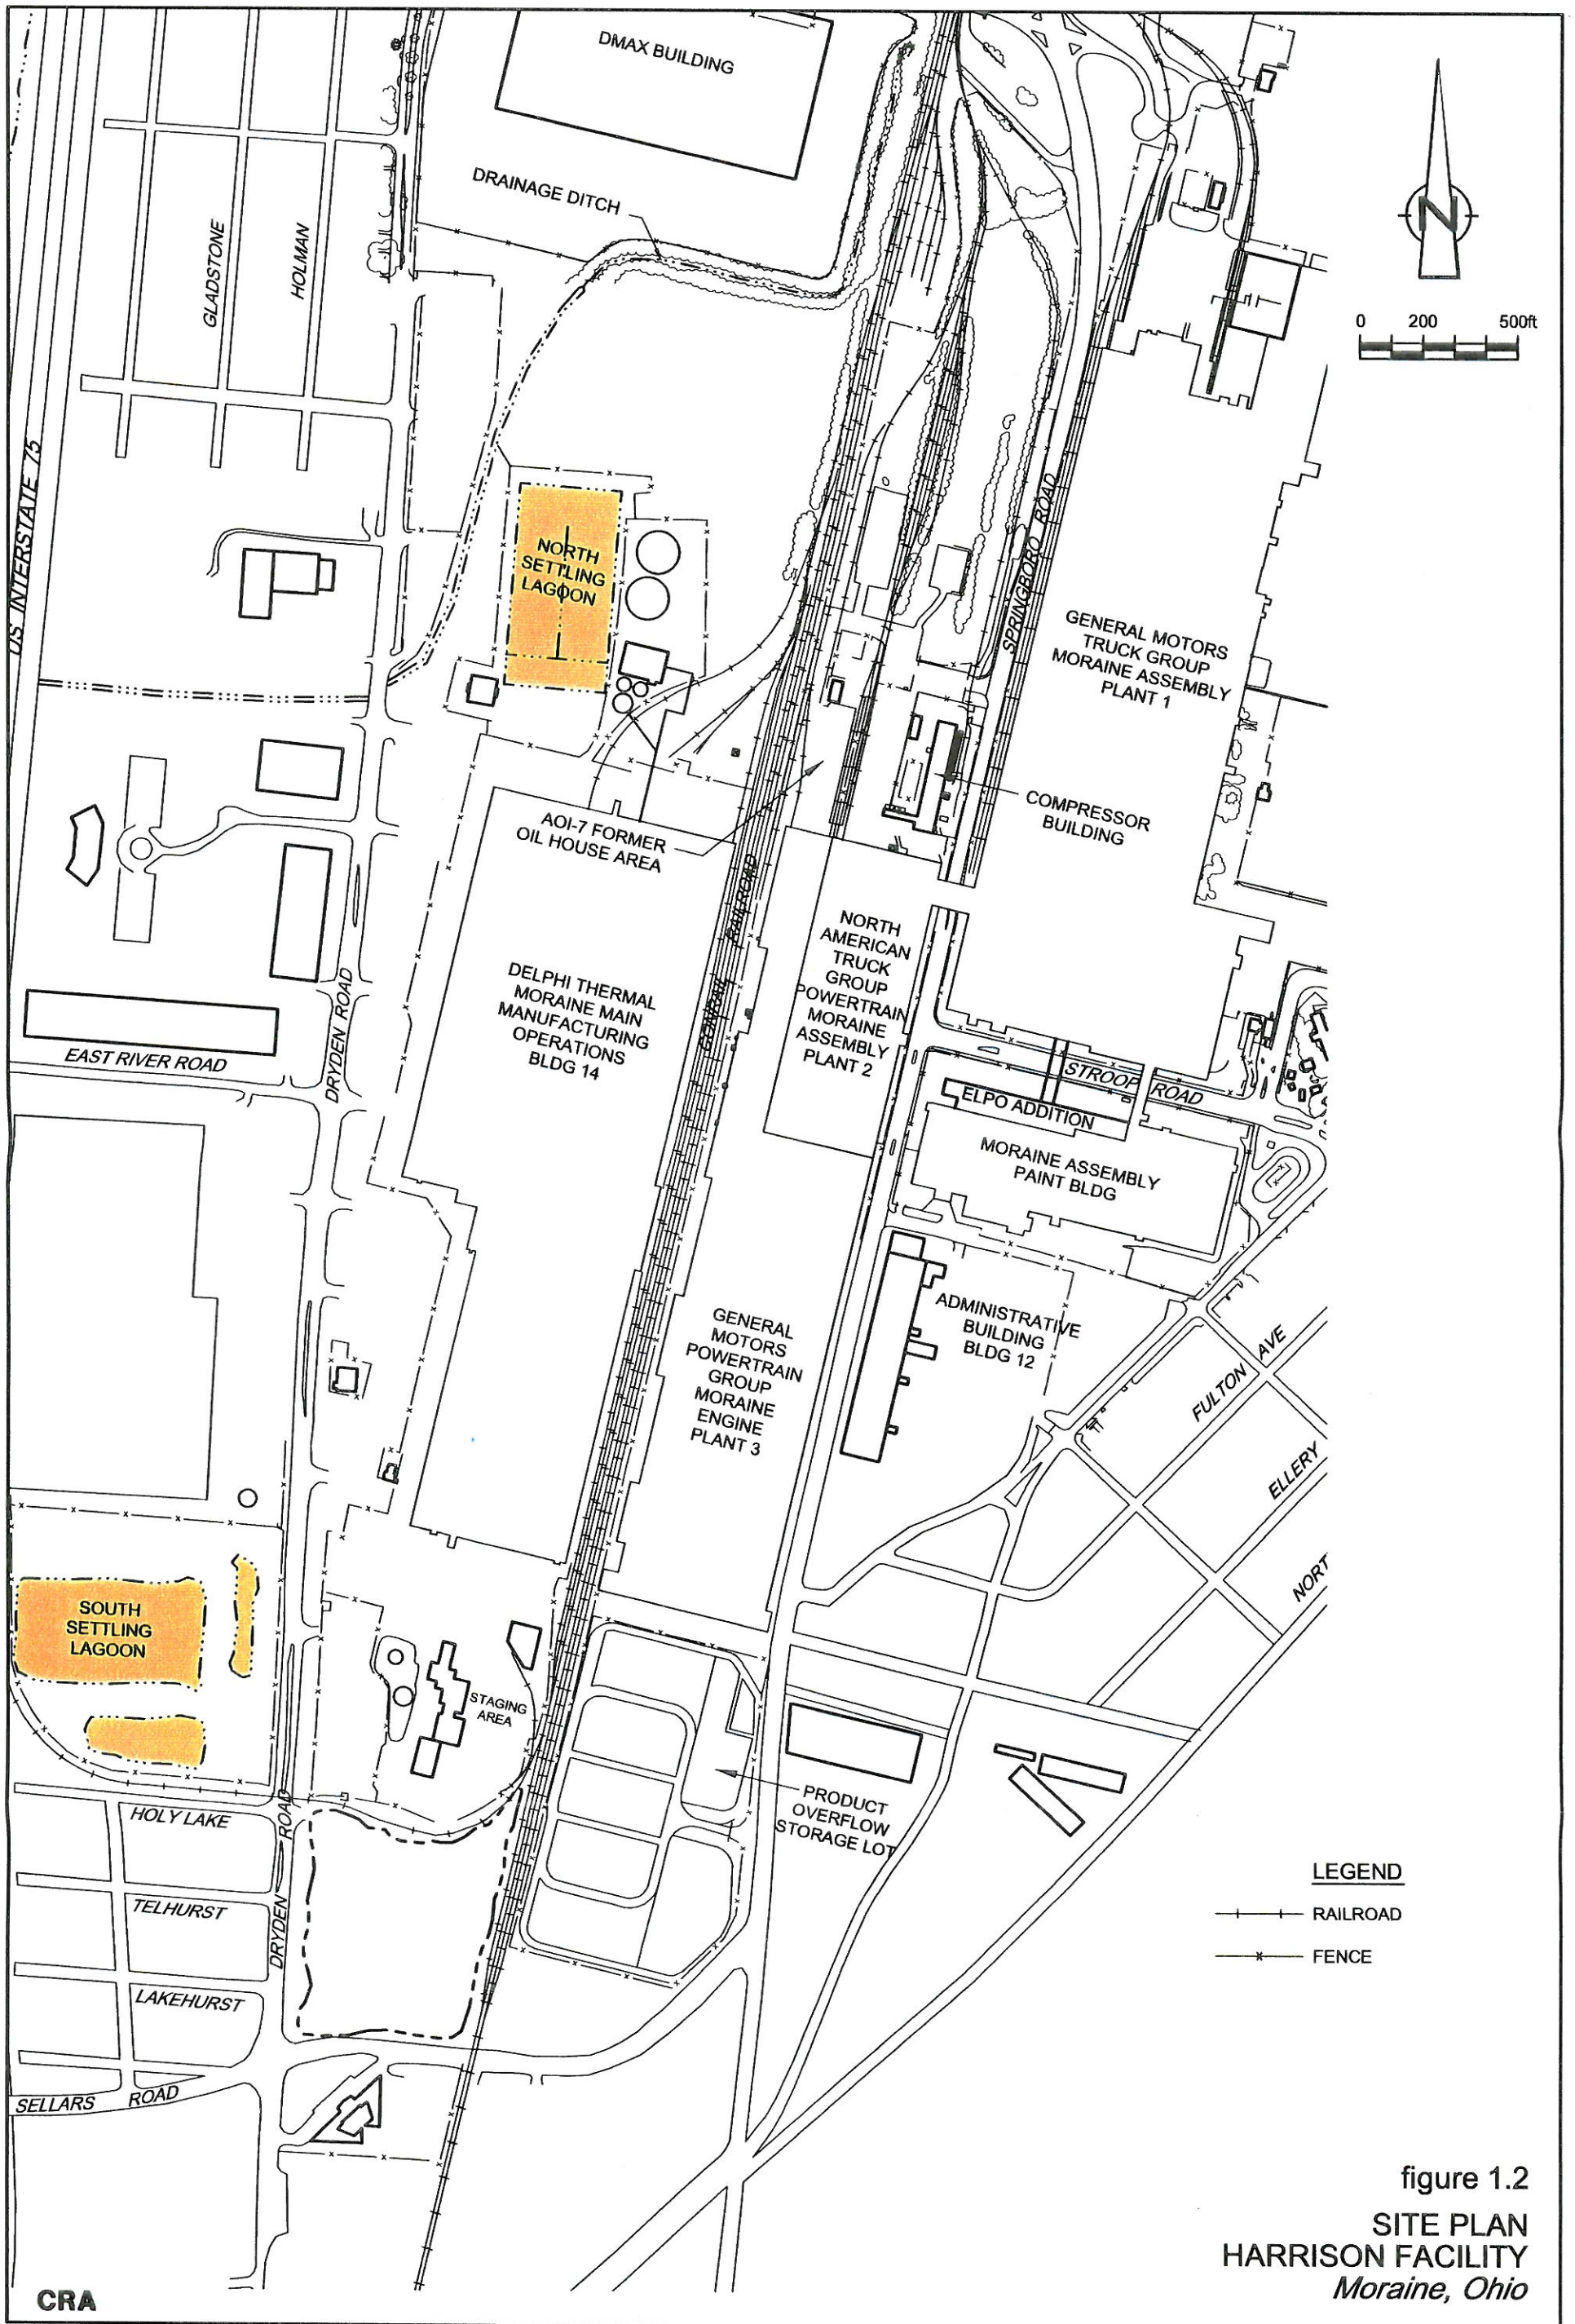 DMAX BUILDING
DRAINAGE DITCH
GLADSTONE
HOLMAN
N
0 200 500ft
US INTERSTATE 75
NORTH
SETTLING
LAGOON
SPRINGBORO ROAD
GENERAL MOTORS
TRUCK GROUP
MORAINE ASSEMBLY
PLANT 1
COMPRESSOR
BUILDING
AOI-7 FORMER
OIL HOUSE AREA
CONRAIL RAILROAD
NORTH
AMERICAN
TRUCK
GROUP
POWERTRAIN
MORAINE
ASSEMBLY
PLANT 2
DELPHI THERMAL
MORAINE MAIN
MANUFACTURING
OPERATIONS
BLDG 14
DRYDEN ROAD
EAST RIVER ROAD
STROOP ROAD
ELPO ADDITION
MORAINE ASSEMBLY
PAINT BLDG
ADMINISTRATIVE
BUILDING
BLDG 12
GENERAL
MOTORS
POWERTRAIN
GROUP
MORAINE
ENGINE
PLANT 3
FULTON AVE
ELLERY
NORT
SOUTH
SETTLING
LAGOON
STAGING
AREA
PRODUCT
OVERFLOW
STORAGE LOT
HOLY LAKE
DRYDEN ROAD
TELHURST
LAKEHURST
SELLARS ROAD
LEGEND
RAILROAD
FENCE
figure 1.2
SITE PLAN
HARRISON FACILITY
Moraine, Ohio
CRA